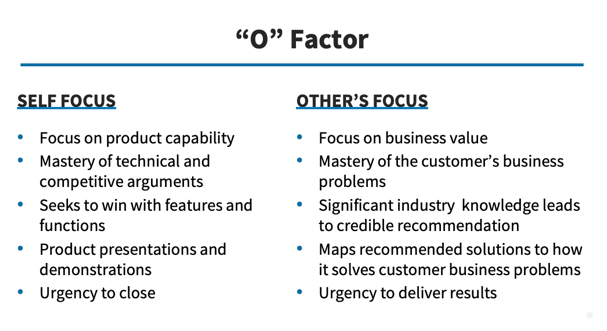 “O” Factor
SELF FOCUS
• Focus on product capability
• Mastery of technical and
competitive arguments
• Seeks to win with features and
functions
• Product presentations and
demonstrations
• Urgency to close
OTHER’S FOCUS
• Focus on business value
• Mastery of the customer’s business
problems
• Significant industry  knowledge leads
to credible recommendation
• Maps recommended solutions to how
it solves customer business problems
• Urgency to deliver results